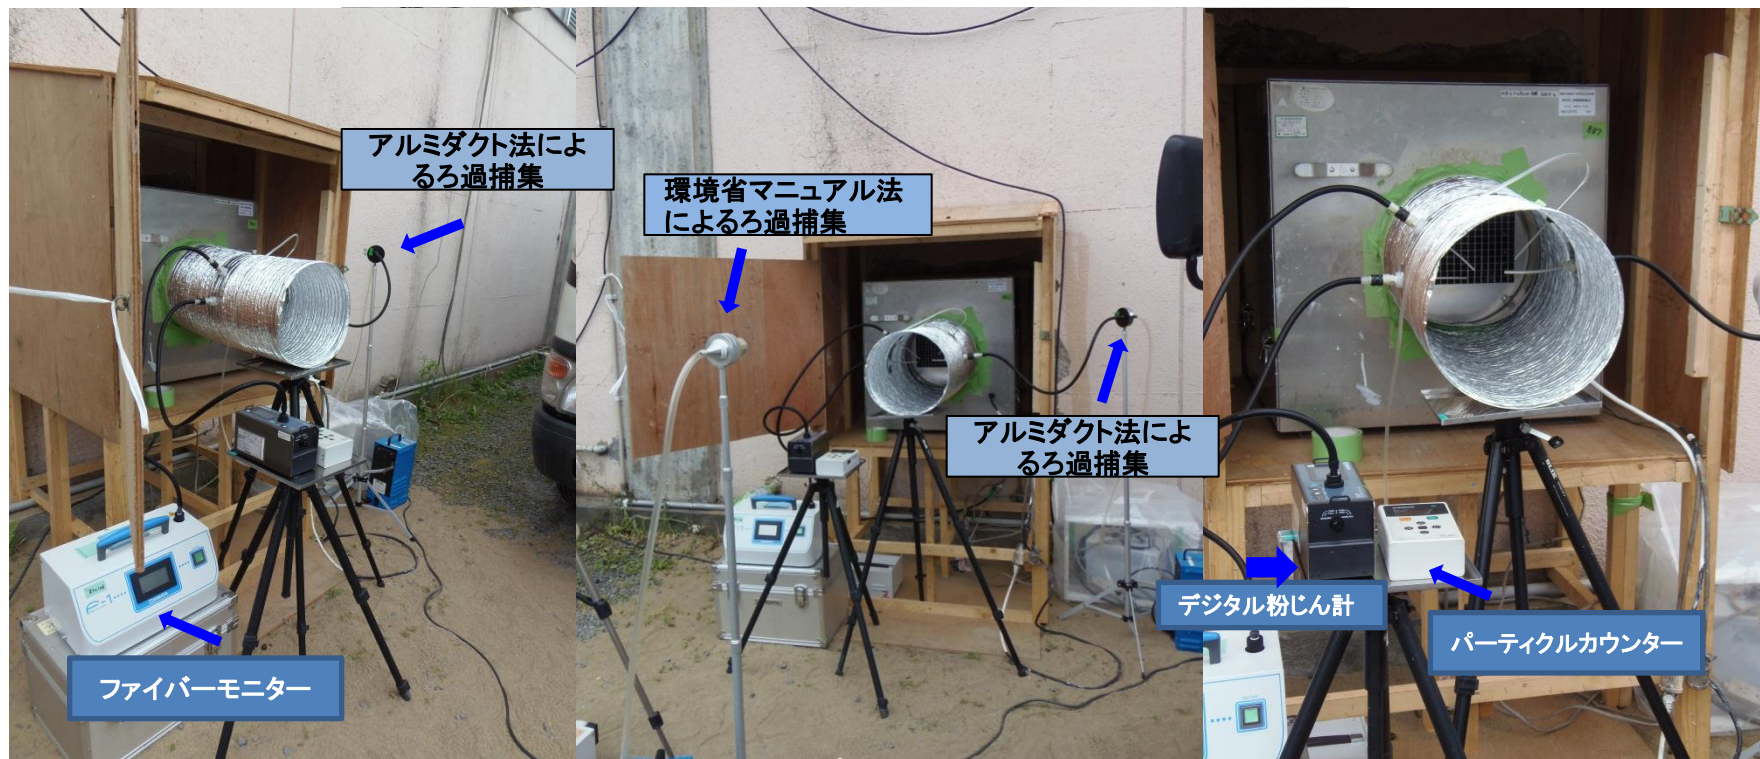 アルミダクト法によ
るろ過捕集
ファイバーモニター
F-1
環境省マニュアル法
によるろ過捕集
アルミダクト法によ
るろ過捕集
デジタル粉じん計
パーティクルカウンター